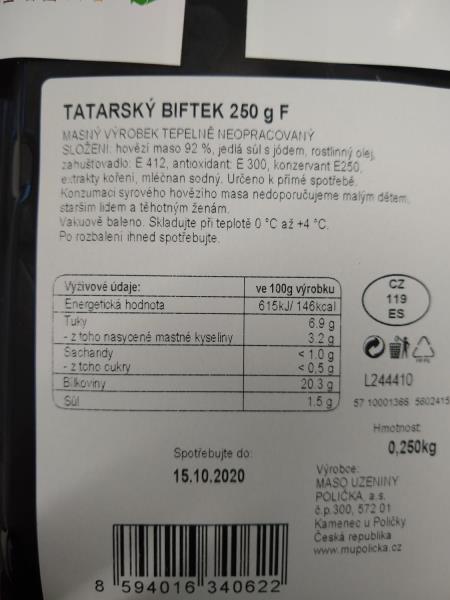 TATARSKÝ BIFTEK 250 g F
MASNÝ VÝROBEK TEPELNĚ NEOPRACOVANÝ
SLOŽENÍ: hovězí maso 92 %, jedlá sůl s jódem, rostlinný olej,
zahušťovadlo: E 412, antioxidant: E 300, konzervant E250,
extrakty koření, mléčnan sodný. Určeno k přímé spotřebě.
Konzumaci syrového hovězího masa nedoporučujeme malým dětem,
starším lidem a těhotným ženám.
Vakuově baleno. Skladujte při teplotě 0 °C až +4 °C.
Po rozbalení ihned spotřebujte.
Výživové údaje: ve 100g výrobku
Energetická hodnota 615kJ/ 146kcal
Tuky 6.9 g
- z toho nasycené mastné kyseliny 3.2 g
Sacharidy < 1.0 g
- z toho cukry < 0,5 g
Bílkoviny 20.3 g
Sůl 1.5 g
CZ
119
ES
L244410
57 10001366 5602415
Hmotnost:
0,250kg
Spotřebujte do:
15.10.2020
Výrobce:
MASO UZENINY
POLIČKA, a.s.
č.p.300, 572 01
Kamenec u Poličky
Česká republika
www.mupolicka.cz
8 594016 340622